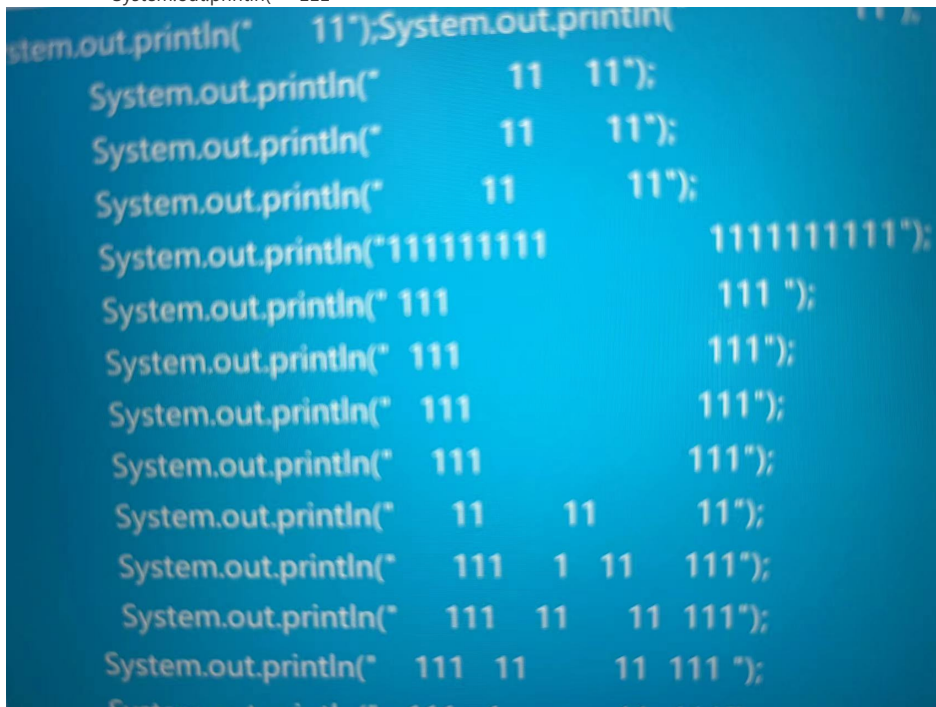 System.out.println("     11");System.out.println(
System.out.println("          11    11");
System.out.println("          11      11");
System.out.println("        11         11");
System.out.println("111111111             1111111111");
System.out.println(" 111                     111 ");
System.out.println("  111                    111");
System.out.println("   111                  111");
System.out.println("    111                111");
System.out.println("     11      11        11");
System.out.println("     111    1  11    111");
System.out.println("    111   11     11  111");
System.out.println("   111  11       11  111 ");